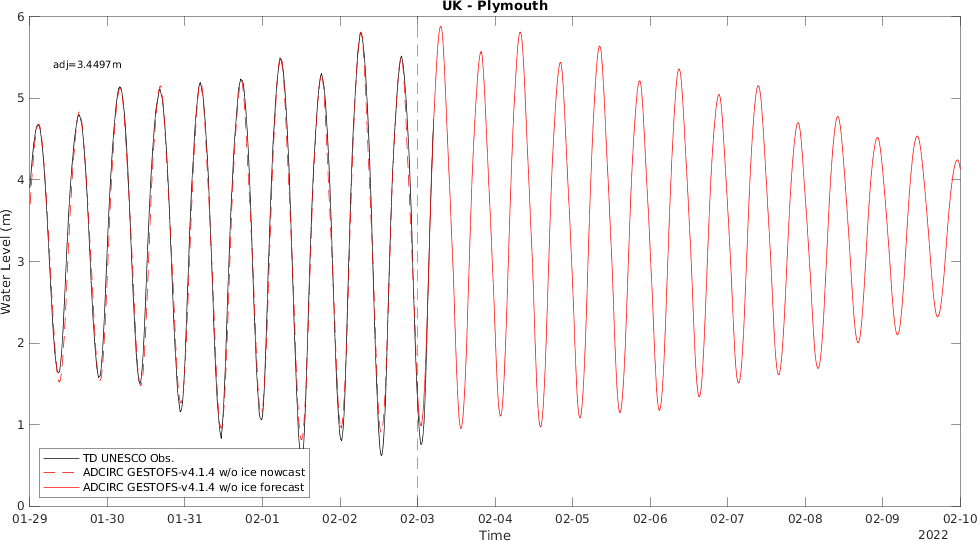 UK - Plymouth
adj=3.4497m
Water Level (m)
6
5
4
3
2
1
0
TD UNESCO Obs.
ADCIRC GESTOFS-v4.1.4 w/o ice nowcast
ADCIRC GESTOFS-v4.1.4 w/o ice forecast
01-29 01-30 01-31 02-01 02-02 02-03 02-04 02-05 02-06 02-07 02-08 02-09 02-10
Time
2022